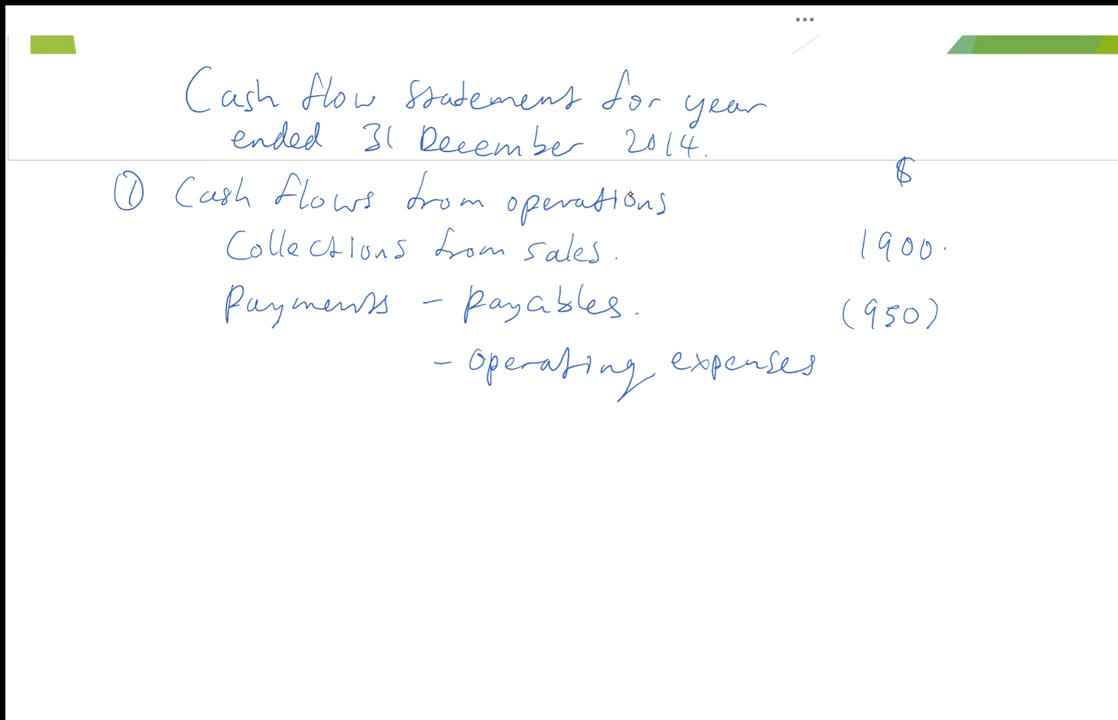 Cash flow statement for year
ended 31 December 2014.
$
① Cash flows from operations
Collections from sales. 1900.
Payments - payables. (950)
- operating expenses